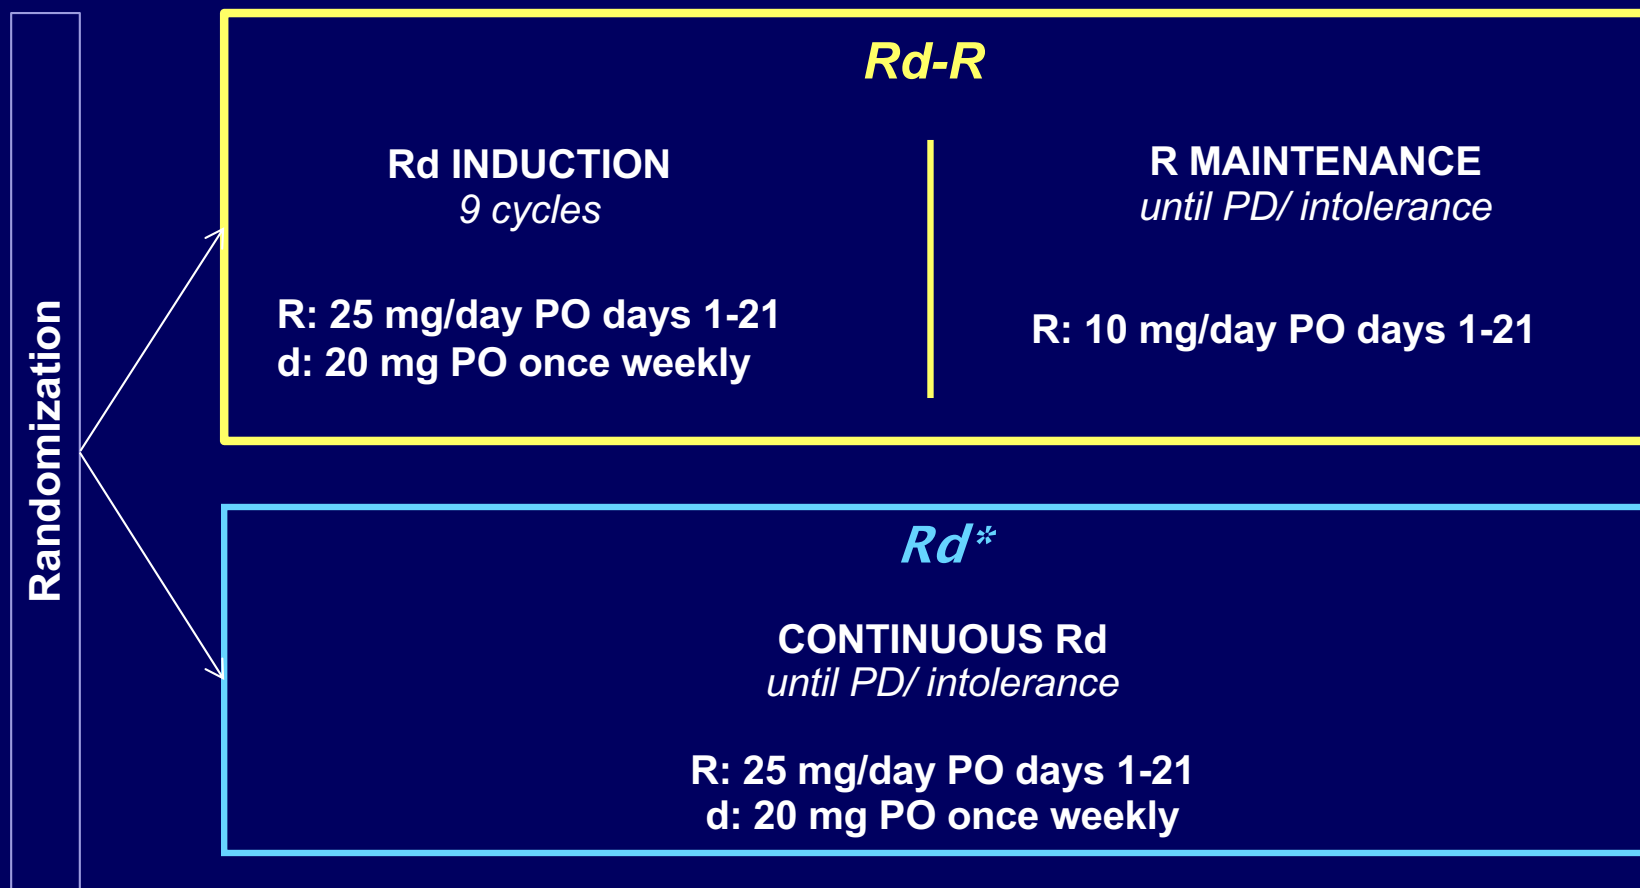 Randomization
Rd-R
Rd INDUCTION
9 cycles
R: 25 mg/day PO days 1-21
d: 20 mg PO once weekly
R MAINTENANCE
until PD/ intolerance
R: 10 mg/day PO days 1-21
Rd*
CONTINUOUS Rd
until PD/ intolerance
R: 25 mg/day PO days 1-21
d: 20 mg PO once weekly